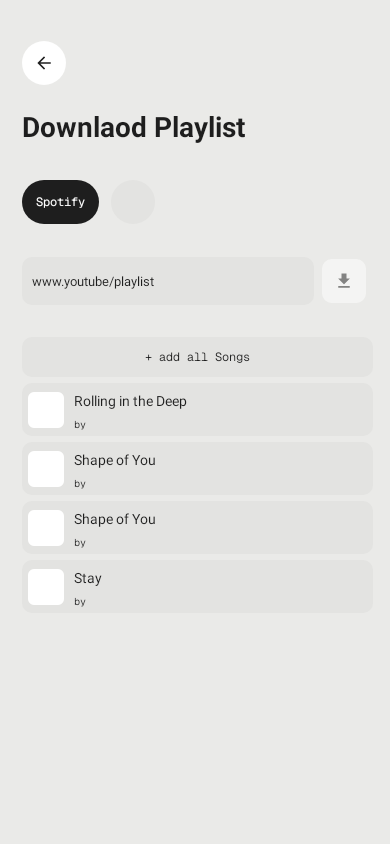 Downlaod Playlist
Spotify
www.youtube/playlist
+ add all Songs
Rolling in the Deep
by
Shape of You
by
Shape of You
by
Stay
by